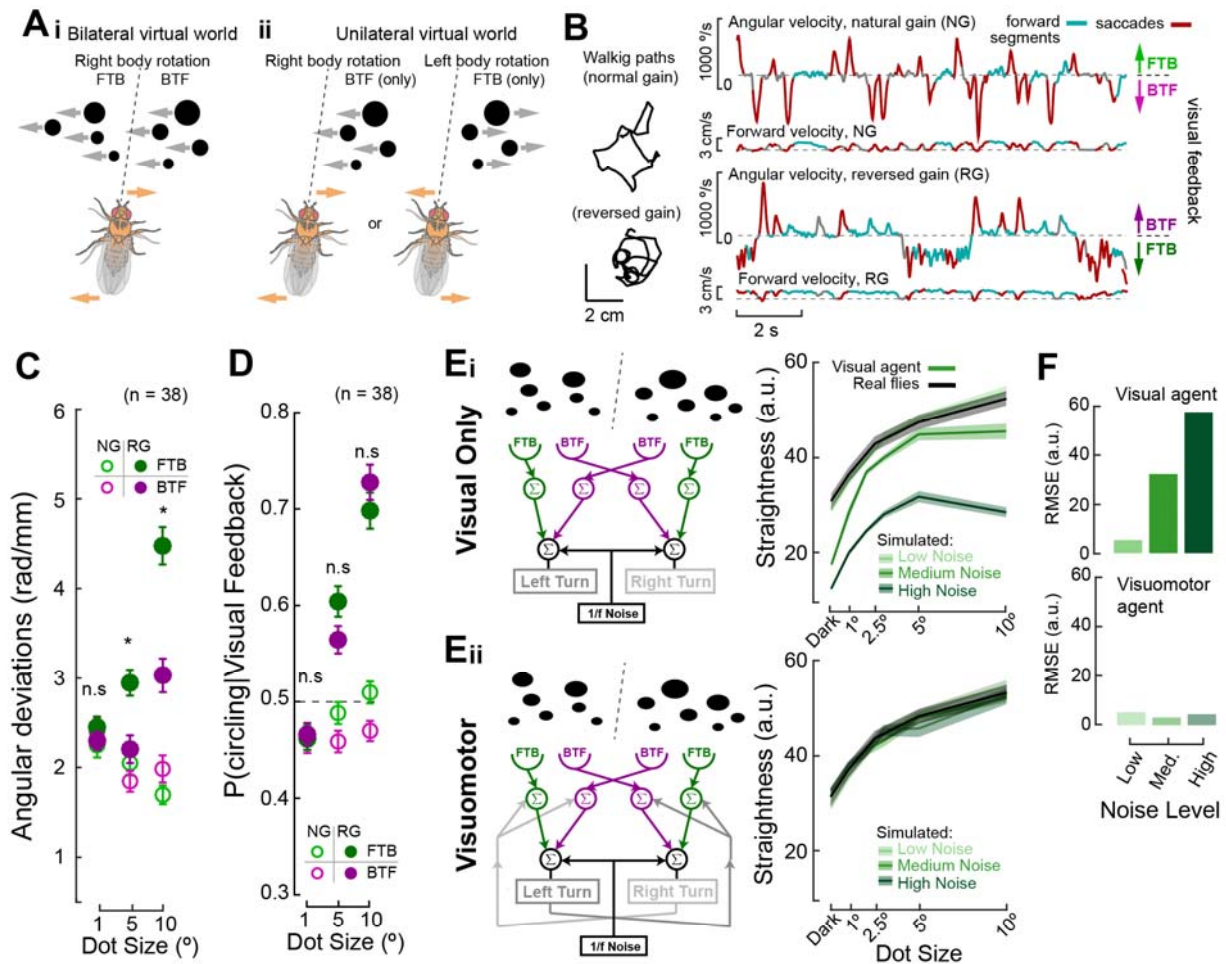 A i Bilateral virtual world
Right body rotation
FTB BTF
ii Unilateral virtual world
Right body rotation Left body rotation
BTF (only) FTB (only)
or
B
Walkig paths
(normal gain)
(reversed gain)
2 cm
Angular velocity, natural gain (NG)
forward segments
saccades
1000 º/s
0
FTB
BTF
Forward velocity, NG
3 cm/s
Angular velocity, reversed gain (RG)
1000 º/s
0
BTF
FTB
Forward velocity, RG
3 cm/s
2 s
visual feedback
C
(n = 38)
Angular deviations (rad/mm)
6
5
4
3
2
1
NG RG
FTB
BTF
n.s
*
*
1 5 10
Dot Size (º)
D
(n = 38)
P(circling|Visual Feedback)
0.8
0.7
0.6
0.5
0.4
0.3
n.s
n.s
n.s
NG RG
FTB
BTF
1 5 10
Dot Size (º)
Ei
Visual Only
FTB BTF BTF FTB
Σ Σ Σ Σ
Σ Σ
Left Turn Right Turn
1/f Noise
Straightness (a.u.)
60
40
20
Visual agent
Real flies
Simulated:
Low Noise
Medium Noise
High Noise
Dark 1º 2.5º 5º 10º
Eii
Visuomotor
FTB BTF BTF FTB
Σ Σ Σ Σ
Σ Σ
Left Turn Right Turn
1/f Noise
Straightness (a.u.)
60
40
20
Simulated:
Low Noise
Medium Noise
High Noise
Dark 1º 2.5º 5º 10º
Dot Size
F
Visual agent
RMSE (a.u.)
60
40
20
0
Visuomotor
agent
RMSE (a.u.)
60
40
20
0
Low Med. High
Noise Level